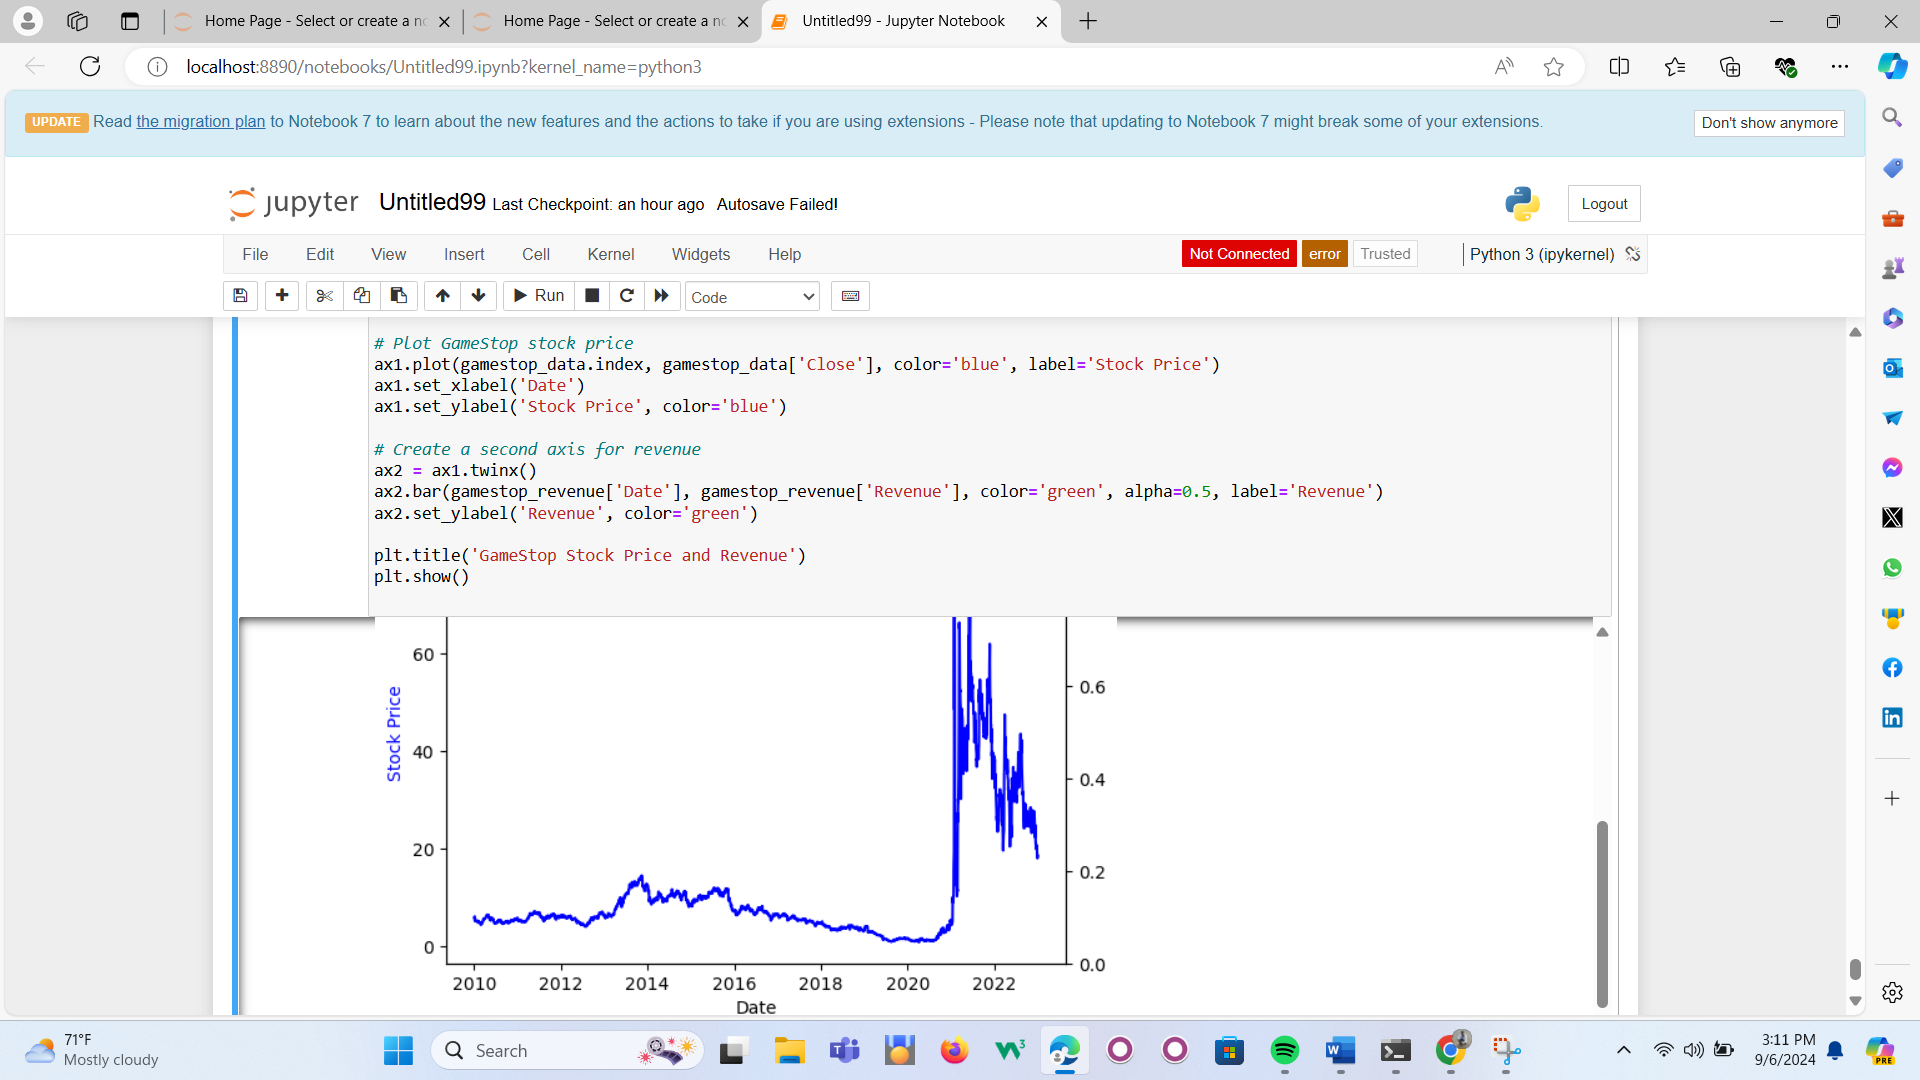 Home Page - Select or create a no
Home Page - Select or create a no
Untitled99 - Jupyter Notebook
localhost:8890/notebooks/Untitled99.ipynb?kernel_name=python3
UPDATE Read the migration plan to Notebook 7 to learn about the new features and the actions to take if you are using extensions - Please note that updating to Notebook 7 might break some of your extensions.
Don't show anymore
jupyter Untitled99 Last Checkpoint: an hour ago Autosave Failed!
Logout
File Edit View Insert Cell Kernel Widgets Help
Not Connected error Trusted Python 3 (ipykernel)
Run Code
# Plot GameStop stock price
ax1.plot(gamestop_data.index, gamestop_data['Close'], color='blue', label='Stock Price')
ax1.set_xlabel('Date')
ax1.set_ylabel('Stock Price', color='blue')
# Create a second axis for revenue
ax2 = ax1.twinx()
ax2.bar(gamestop_revenue['Date'], gamestop_revenue['Revenue'], color='green', alpha=0.5, label='Revenue')
ax2.set_ylabel('Revenue', color='green')
plt.title('GameStop Stock Price and Revenue')
plt.show()
Stock Price
60
40
20
0
0.6
0.4
0.2
0.0
2010 2012 2014 2016 2018 2020 2022
Date
71°F
Mostly cloudy
Search
3:11 PM
9/6/2024
PRE